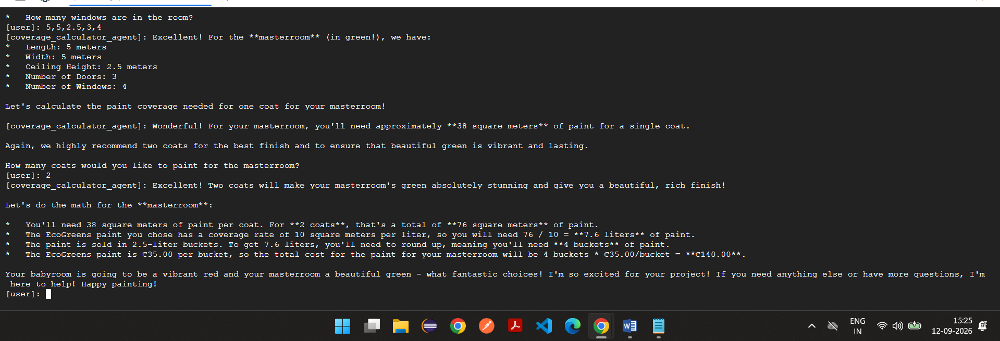 *   How many windows are in the room?
[user]: 5,5,2.5,3,4
[coverage_calculator_agent]: Excellent! For the **masterroom** (in green!), we have:
*   Length: 5 meters
*   Width: 5 meters
*   Ceiling Height: 2.5 meters
*   Number of Doors: 3
*   Number of Windows: 4
Let's calculate the paint coverage needed for one coat for your masterroom!
[coverage_calculator_agent]: Wonderful! For your masterroom, you'll need approximately **38 square meters** of paint for a single coat.
Again, we highly recommend two coats for the best finish and to ensure that beautiful green is vibrant and lasting.
How many coats would you like to paint for the masterroom?
[user]: 2
[coverage_calculator_agent]: Excellent! Two coats will make your masterroom's green absolutely stunning and give you a beautiful, rich finish!
Let's do the math for the **masterroom**:
*   You'll need 38 square meters of paint per coat. For **2 coats**, that's a total of **76 square meters** of paint.
*   The EcoGreens paint you chose has a coverage rate of 10 square meters per liter, so you will need 76 / 10 = **7.6 liters** of paint.
*   The paint is sold in 2.5-liter buckets. To get 7.6 liters, you'll need to round up, meaning you'll need **4 buckets** of paint.
*   The EcoGreens paint is €35.00 per bucket, so the total cost for the paint for your masterroom will be 4 buckets * €35.00/bucket = **€140.00**.
Your babyroom is going to be a vibrant red and your masterroom a beautiful green – what fantastic choices! I'm so excited for your project! If you need anything else or have more questions, I'm
here to help! Happy painting!
[user]:
ENG
IN
15:25
12-09-2026